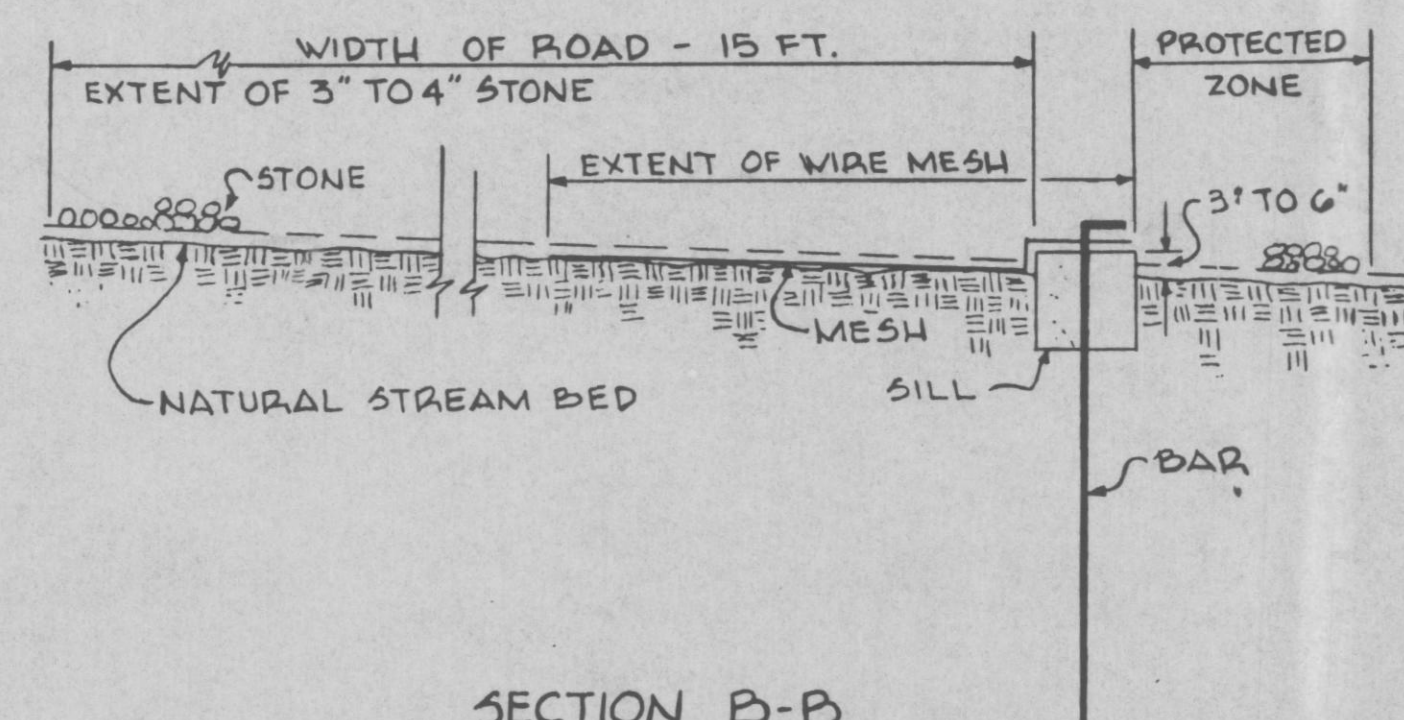 WIDTH OF ROAD - 15 FT.
EXTENT OF 3" TO 4" STONE
PROTECTED
ZONE
STONE
EXTENT OF WIRE MESH
3" TO 6"
MESH
SILL
NATURAL STREAM BED
BAR
SECTION B-B